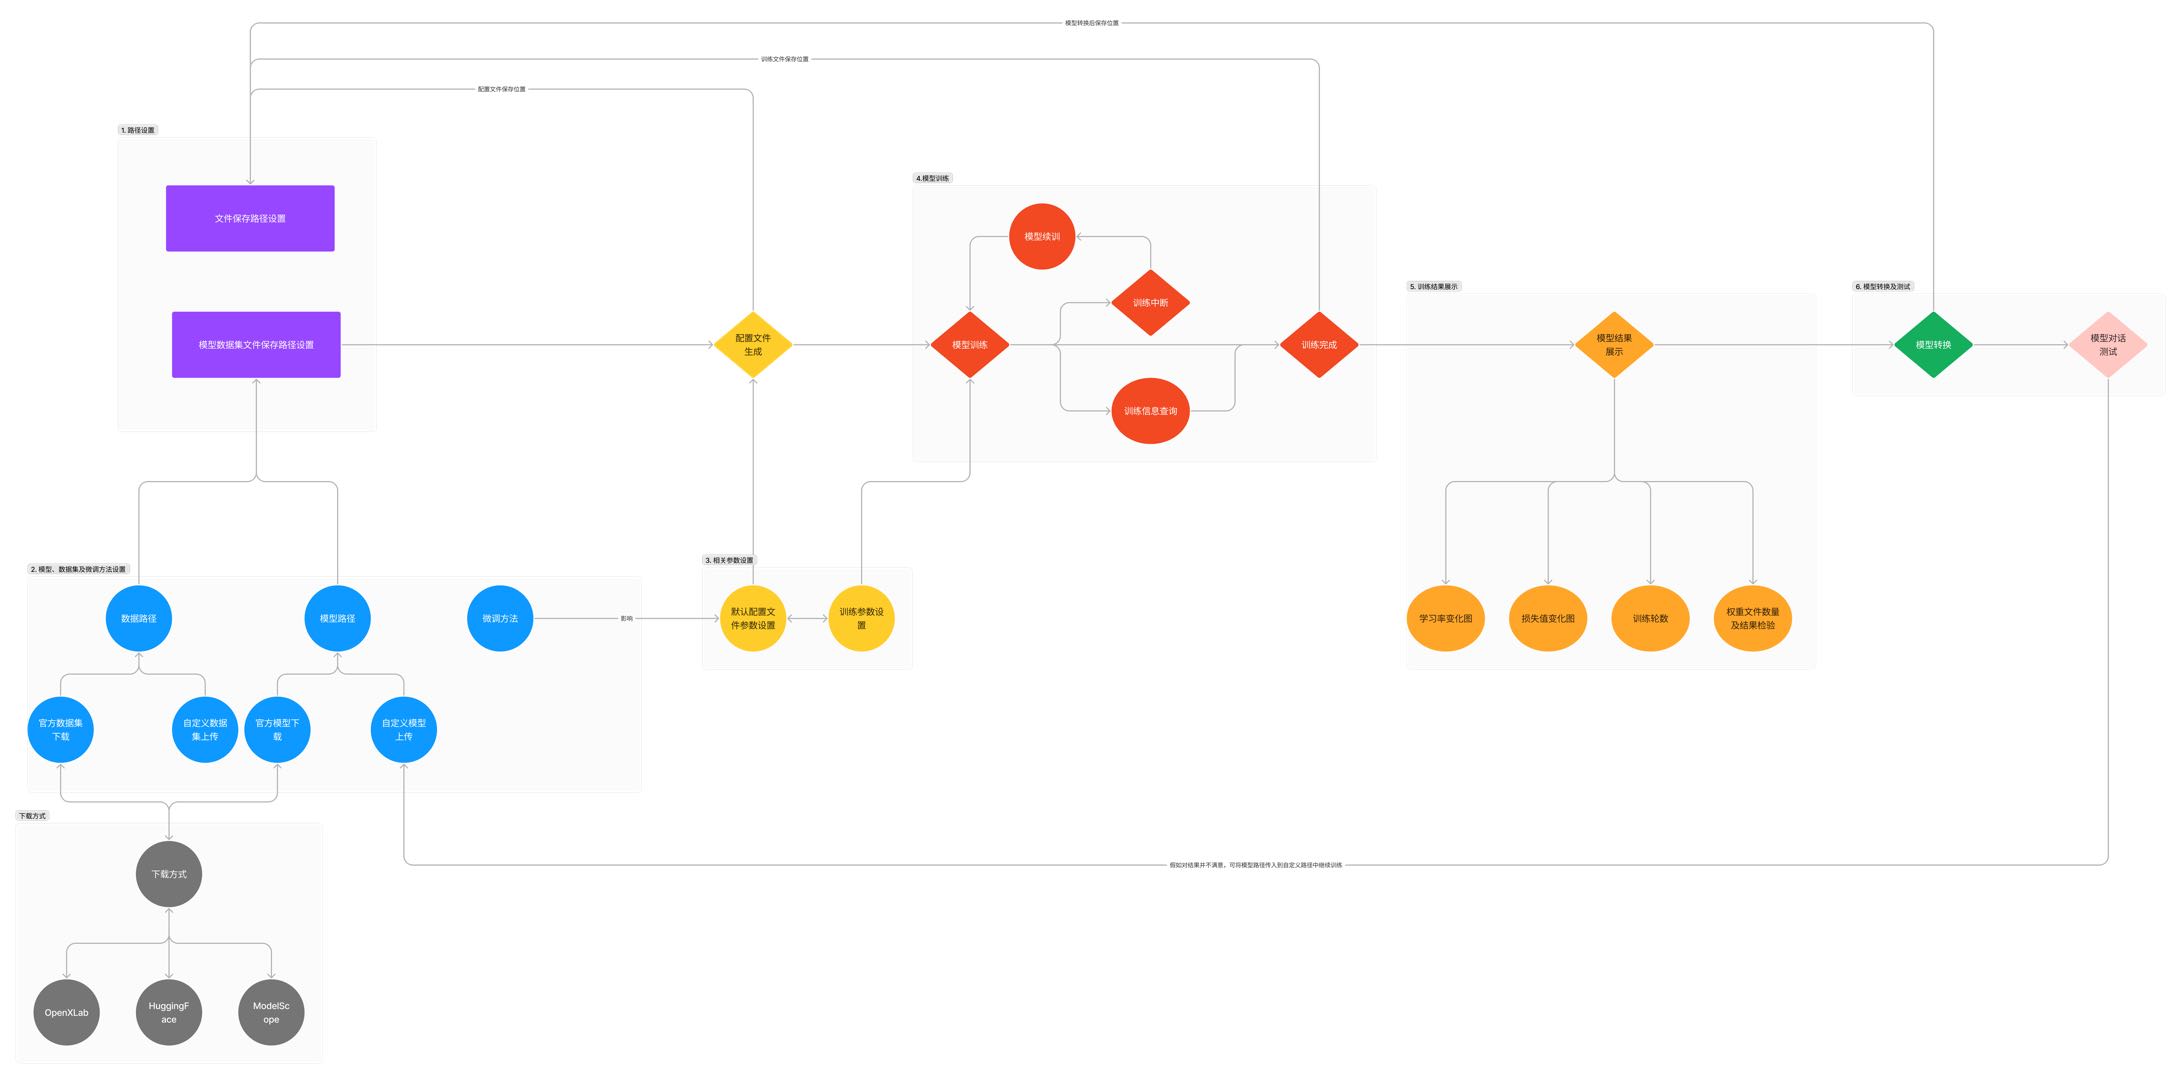 模型转换后保存位置
训练文件保存位置
配置文件保存位置
1. 路径设置
文件保存路径设置
模型数据集文件保存路径设置
配置文件
生成
4.模型训练
模型续训
训练中断
模型训练
训练信息查询
训练完成
5. 训练结果展示
模型结果
展示
6. 模型转换及测试
模型转换
模型对话
测试
2. 模型、数据集及微调方法设置
数据路径
模型路径
微调方法
影响
3. 相关参数设置
默认配置文
件参数设置
训练参数设
置
学习率变化图
损失值变化图
训练轮数
权重文件数量
及结果检验
官方数据集
下载
自定义数据
集上传
官方模型下
载
自定义模型
上传
下载方式
下载方式
假如对结果并不满意，可将模型路径传入到自定义路径中继续训练
OpenXLab
HuggingF
ace
ModelSc
ope